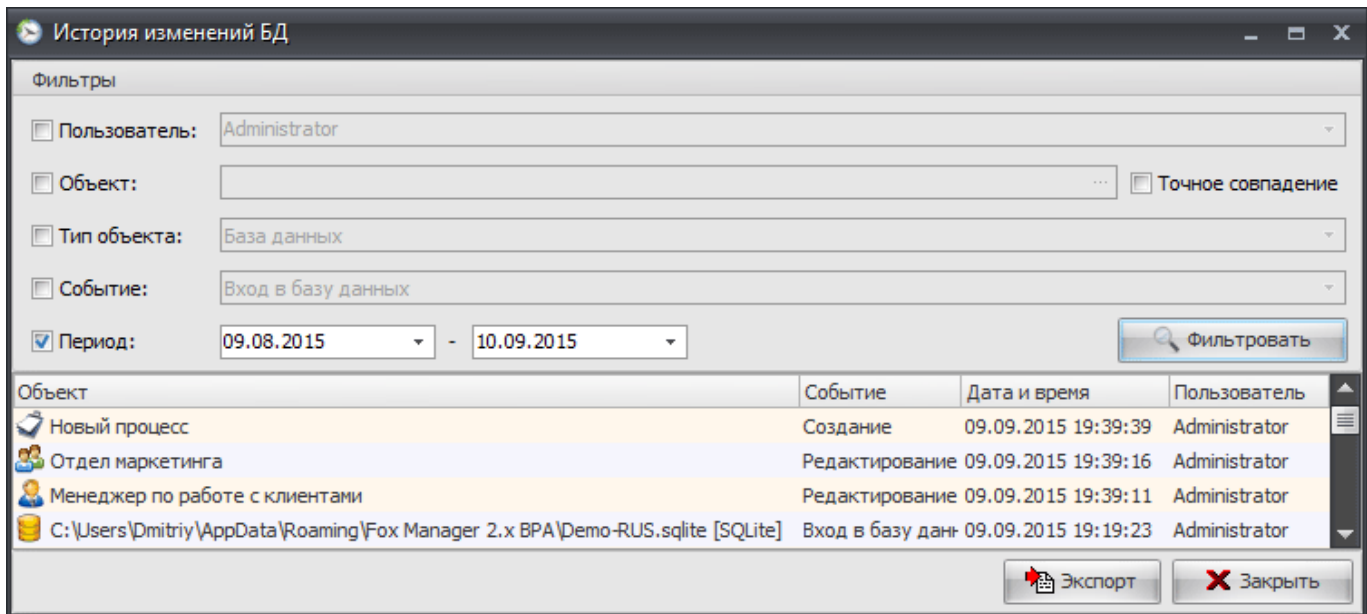 История изменений БД
Фильтры
Пользователь: Administrator
Объект: ... Точное совпадение
Тип объекта: База данных
Событие: Вход в базу данных
Период: 09.08.2015 - 10.09.2015 Фильтровать
Объект Событие Дата и время Пользователь
Новый процесс Создание 09.09.2015 19:39:39 Administrator
Отдел маркетинга Редактирование 09.09.2015 19:39:16 Administrator
Менеджер по работе с клиентами Редактирование 09.09.2015 19:39:11 Administrator
C:\Users\Dmitriy\AppData\Roaming\Fox Manager 2.x BPA\Demo-RUS.sqlite [SQLite] Вход в базу дан 09.09.2015 19:19:23 Administrator
Экспорт Закрыть